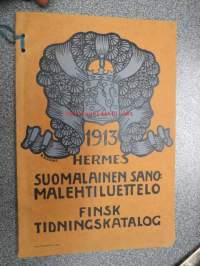 1913
HERMES
SUOMALAINEN SANO=
MALEHTILUETTELO
FINSK
TIDNINGSKATALOG